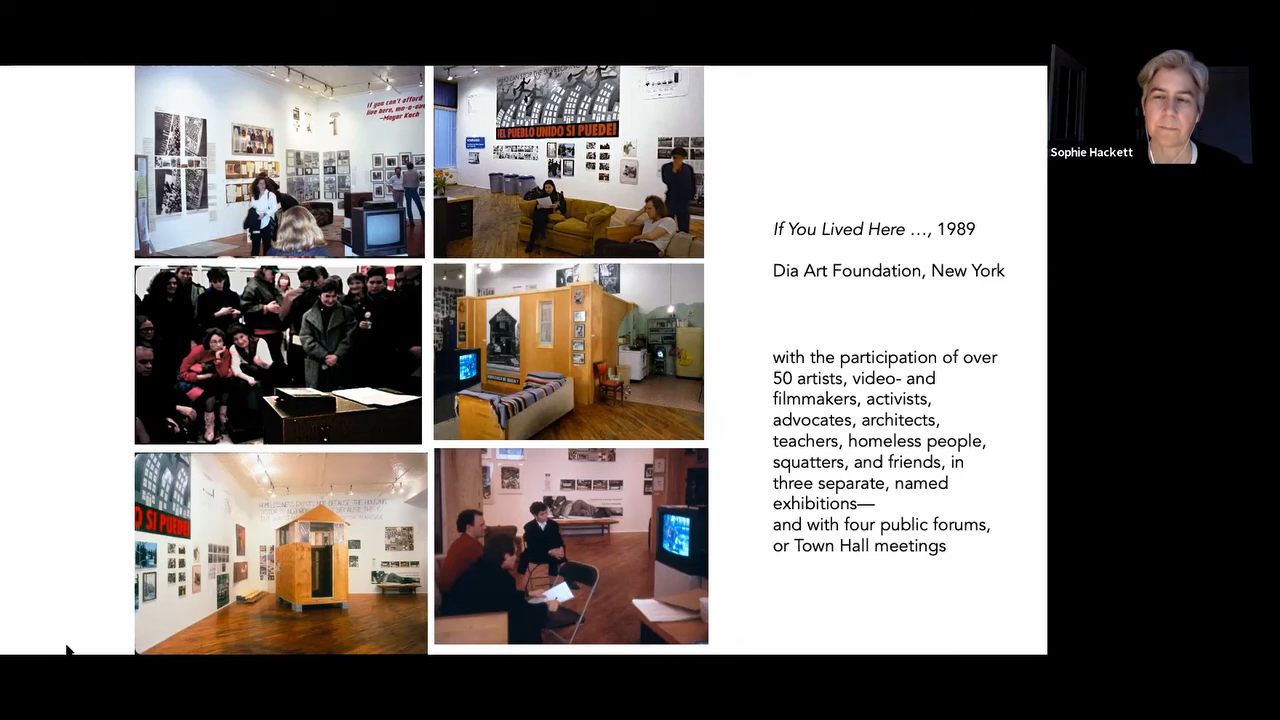 If you can't afford
live here, mo-o-ove
—Mayor Koch
¡EL PUEBLO UNIDO SI PUEDE!
O SI PUEDE!
Sophie Hackett
If You Lived Here …, 1989
Dia Art Foundation, New York
with the participation of over
50 artists, video- and
filmmakers, activists,
advocates, architects,
teachers, homeless people,
squatters, and friends, in
three separate, named
exhibitions—
and with four public forums,
or Town Hall meetings